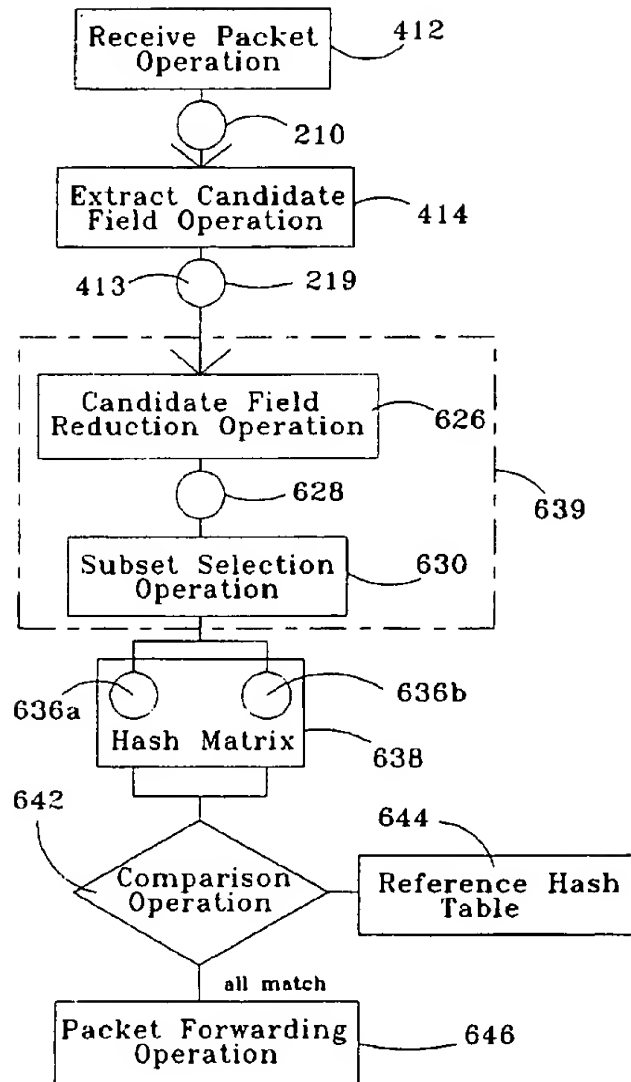 Receive Packet
Operation
412
210
Extract Candidate
Field Operation
414
413
219
Candidate Field
Reduction Operation
626
628
639
Subset Selection
Operation
630
636a
636b
Hash Matrix
638
642
644
Comparison
Operation
Reference Hash
Table
all match
Packet Forwarding
Operation
646